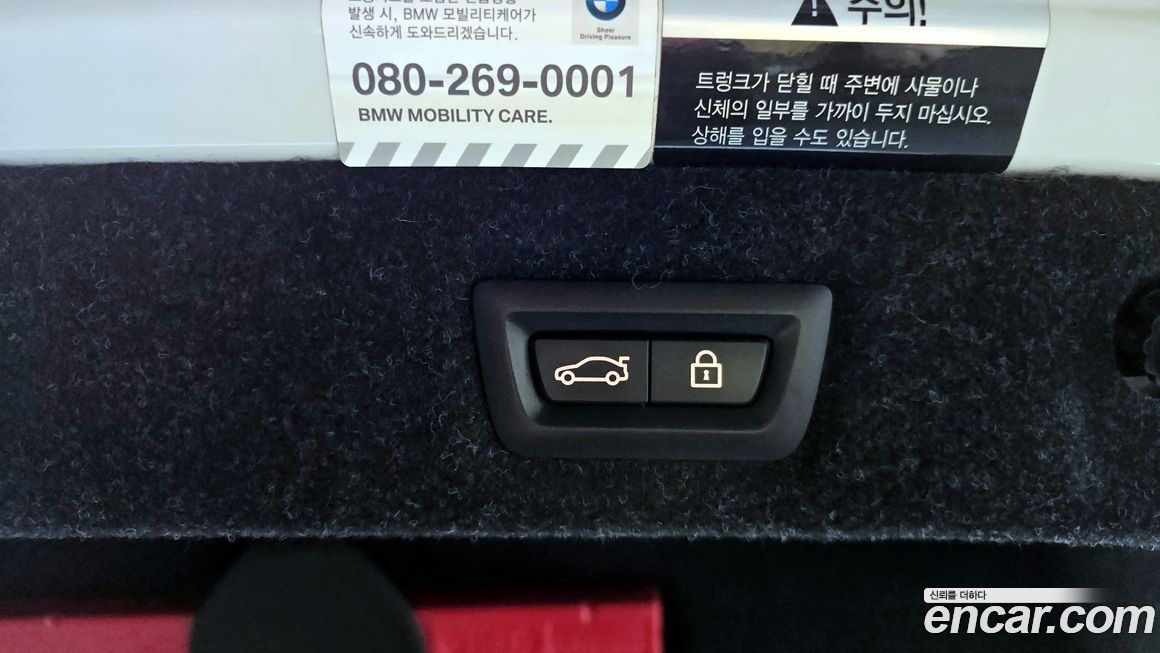 발생 시, BMW 모빌리티케어가
신속하게 도와드리겠습니다.
Sheer
Driving Pleasure
080-269-0001
BMW MOBILITY CARE.
주의!
트렁크가 닫힐 때 주변에 사물이나
신체의 일부를 가까이 두지 마십시오.
상해를 입을 수도 있습니다.
신뢰를 더하다
encar.com